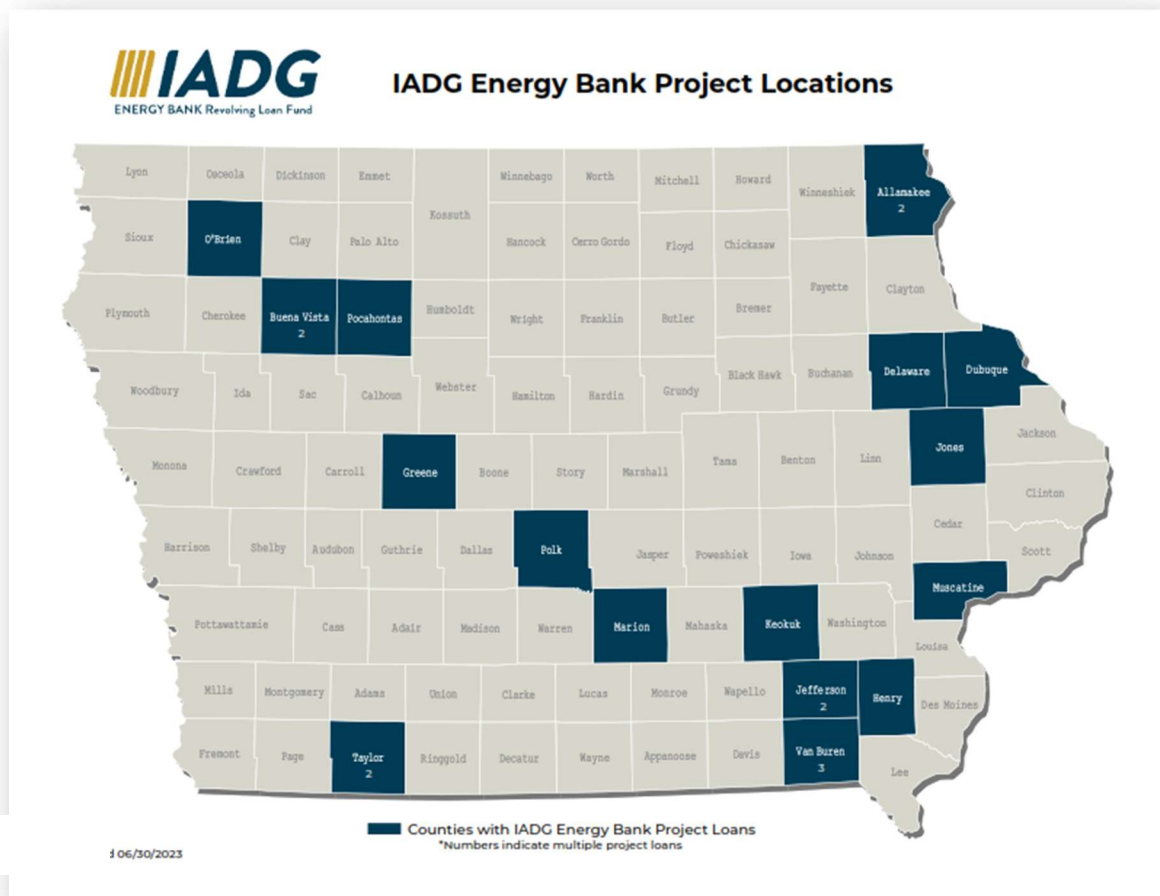 IADG
ENERGY BANK Revolving Loan Fund
IADG Energy Bank Project Locations
Lyon
Osceola
Dickinson
Emmet
Kossuth
Winnebago
Worth
Mitchell
Howard
Winneshiek
Allamakee
2
Sioux
O'Brien
Clay
Palo Alto
Hancock
Cerro Gordo
Floyd
Chickasaw
Fayette
Clayton
Plymouth
Cherokee
Buena Vista
2
Pocahontas
Humboldt
Wright
Franklin
Butler
Bremer
Woodbury
Ida
Sac
Calhoun
Webster
Hamilton
Hardin
Grundy
Black Hawk
Buchanan
Delaware
Dubuque
Monona
Crawford
Carroll
Greene
Boone
Story
Marshall
Tama
Benton
Linn
Jones
Jackson
Clinton
Cedar
Harrison
Shelby
Audubon
Guthrie
Dallas
Polk
Jasper
Poweshiek
Iowa
Johnson
Scott
Muscatine
Pottawattamie
Cass
Adair
Madison
Warren
Marion
Mahaska
Keokuk
Washington
Louisa
Mills
Montgomery
Adams
Union
Clarke
Lucas
Monroe
Wapello
Jefferson
2
Henry
Des Moines
Fremont
Page
Taylor
2
Ringgold
Decatur
Wayne
Appanoose
Davis
Van Buren
3
Lee
Counties with IADG Energy Bank Project Loans
*Numbers indicate multiple project loans
d 06/30/2023